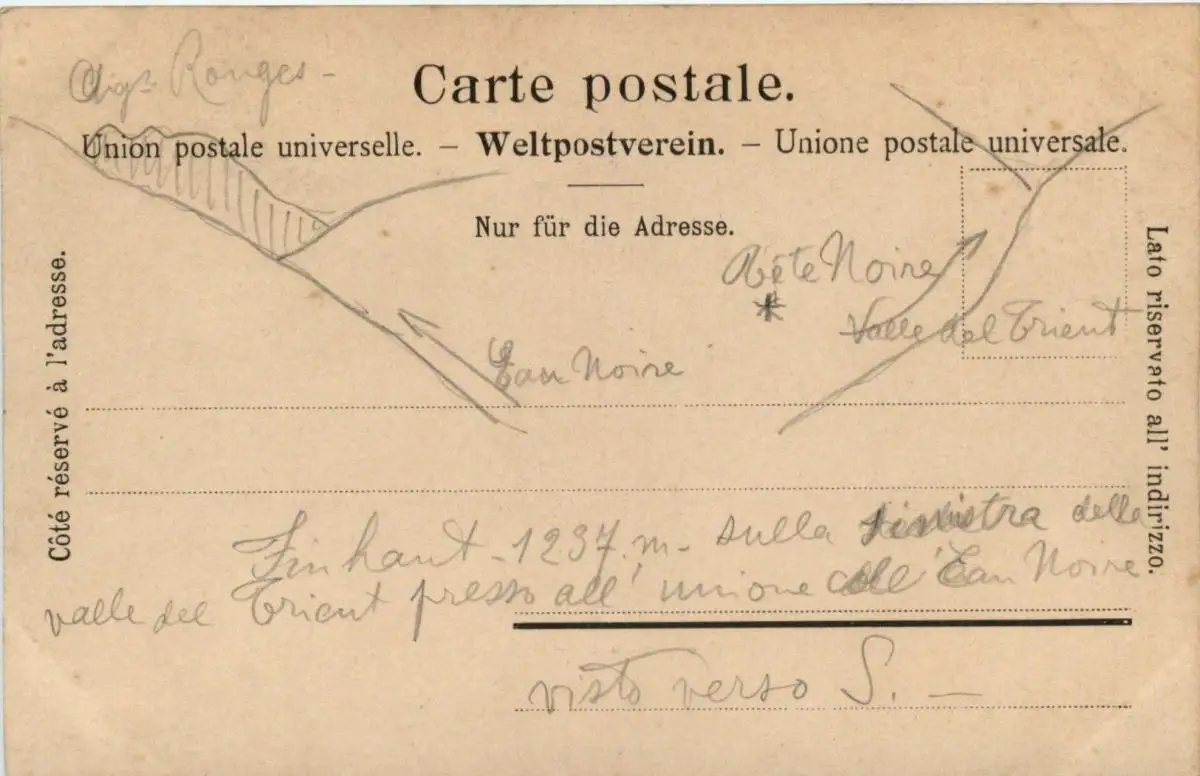 Aigs Rouges -
Carte postale.
Union postale universelle. – Weltpostverein. – Unione postale universale.
Nur für die Adresse.
Côté réservé à l'adresse.
Lato riservato all' indirizzo.
Tête Noire
Valle del Trient
Eau Noire
Finhaut - 1237. m - sulla sinistra della
valle del Trient presso all' unione coll' Eau Noire
visto verso S. —